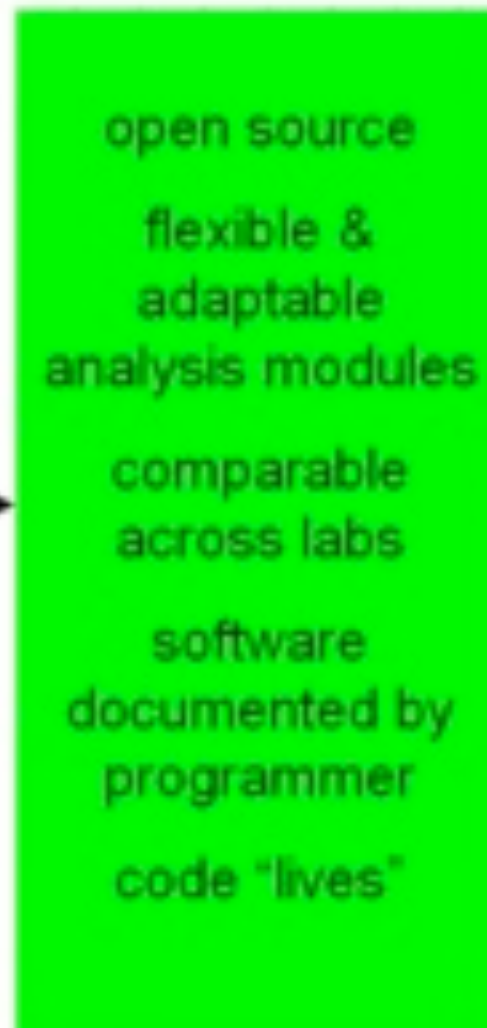 open source
flexible &
adaptable
analysis modules
comparable
across labs
software
documented by
programmer
code “lives”